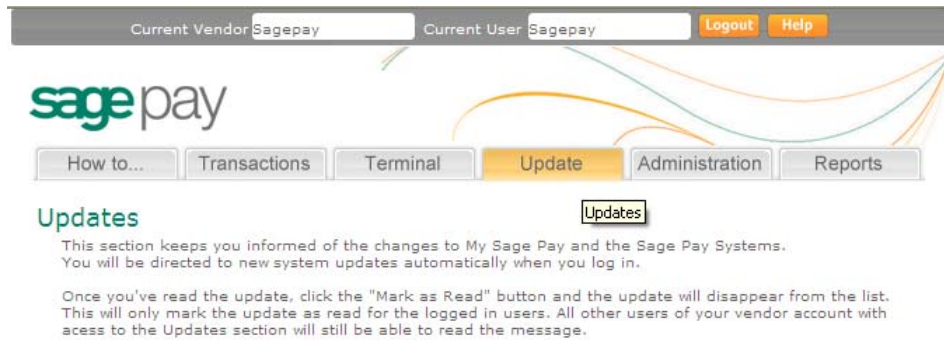 Current Vendor Sagepay Current User Sagepay Logout Help
sage pay
How to... Transactions Terminal Update Administration Reports
Updates
Updates
This section keeps you informed of the changes to My Sage Pay and the Sage Pay Systems.
You will be directed to new system updates automatically when you log in.
Once you've read the update, click the "Mark as Read" button and the update will disappear from the list.
This will only mark the update as read for the logged in users. All other users of your vendor account with
acess to the Updates section will still be able to read the message.